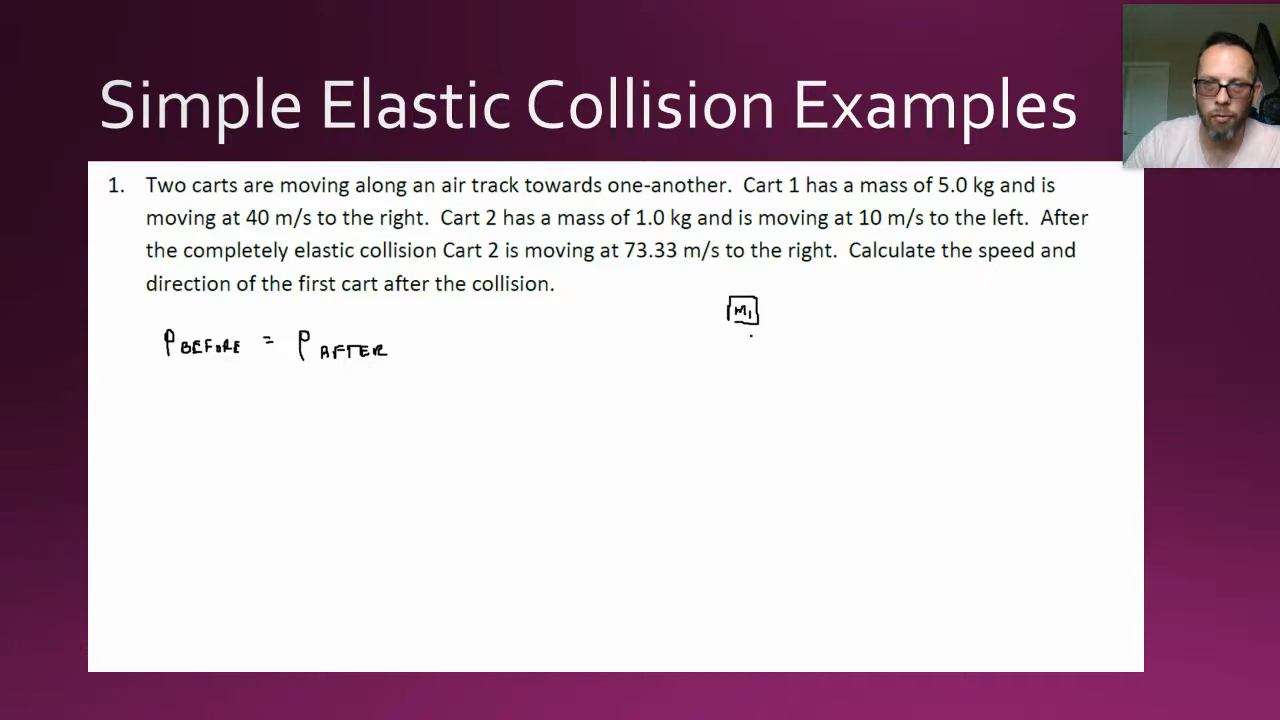 Simple Elastic Collision Examples
1. Two carts are moving along an air track towards one-another. Cart 1 has a mass of 5.0 kg and is
moving at 40 m/s to the right. Cart 2 has a mass of 1.0 kg and is moving at 10 m/s to the left. After
the completely elastic collision Cart 2 is moving at 73.33 m/s to the right. Calculate the speed and
direction of the first cart after the collision.
M1
P BEFORE = P AFTER